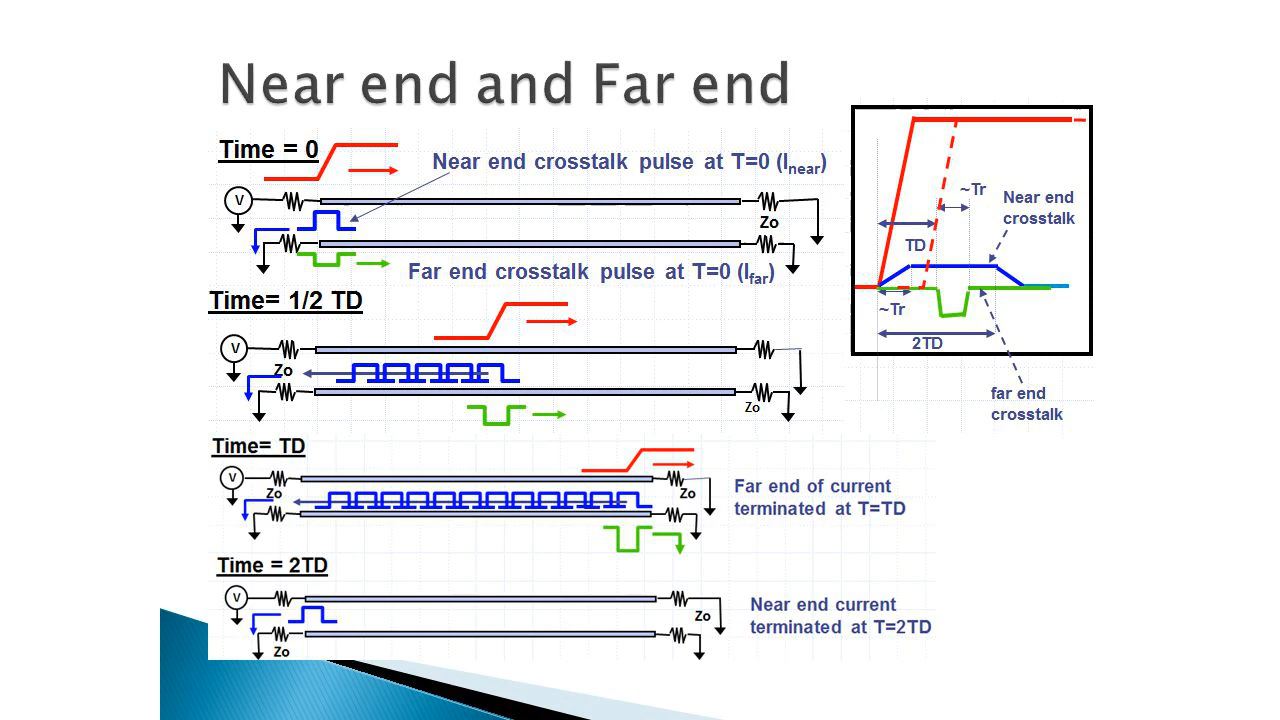 Near end and Far end
Time = 0
Near end crosstalk pulse at T=0 (Inear)
V
Zo
Far end crosstalk pulse at T=0 (Ifar)
Time= 1/2 TD
V
Zo
Zo
Time= TD
V
Zo
Zo
Far end of current
terminated at T=TD
Time = 2TD
V
Zo
Zo
Near end current
terminated at T=2TD
~Tr
Near end
crosstalk
TD
~Tr
2TD
far end
crosstalk